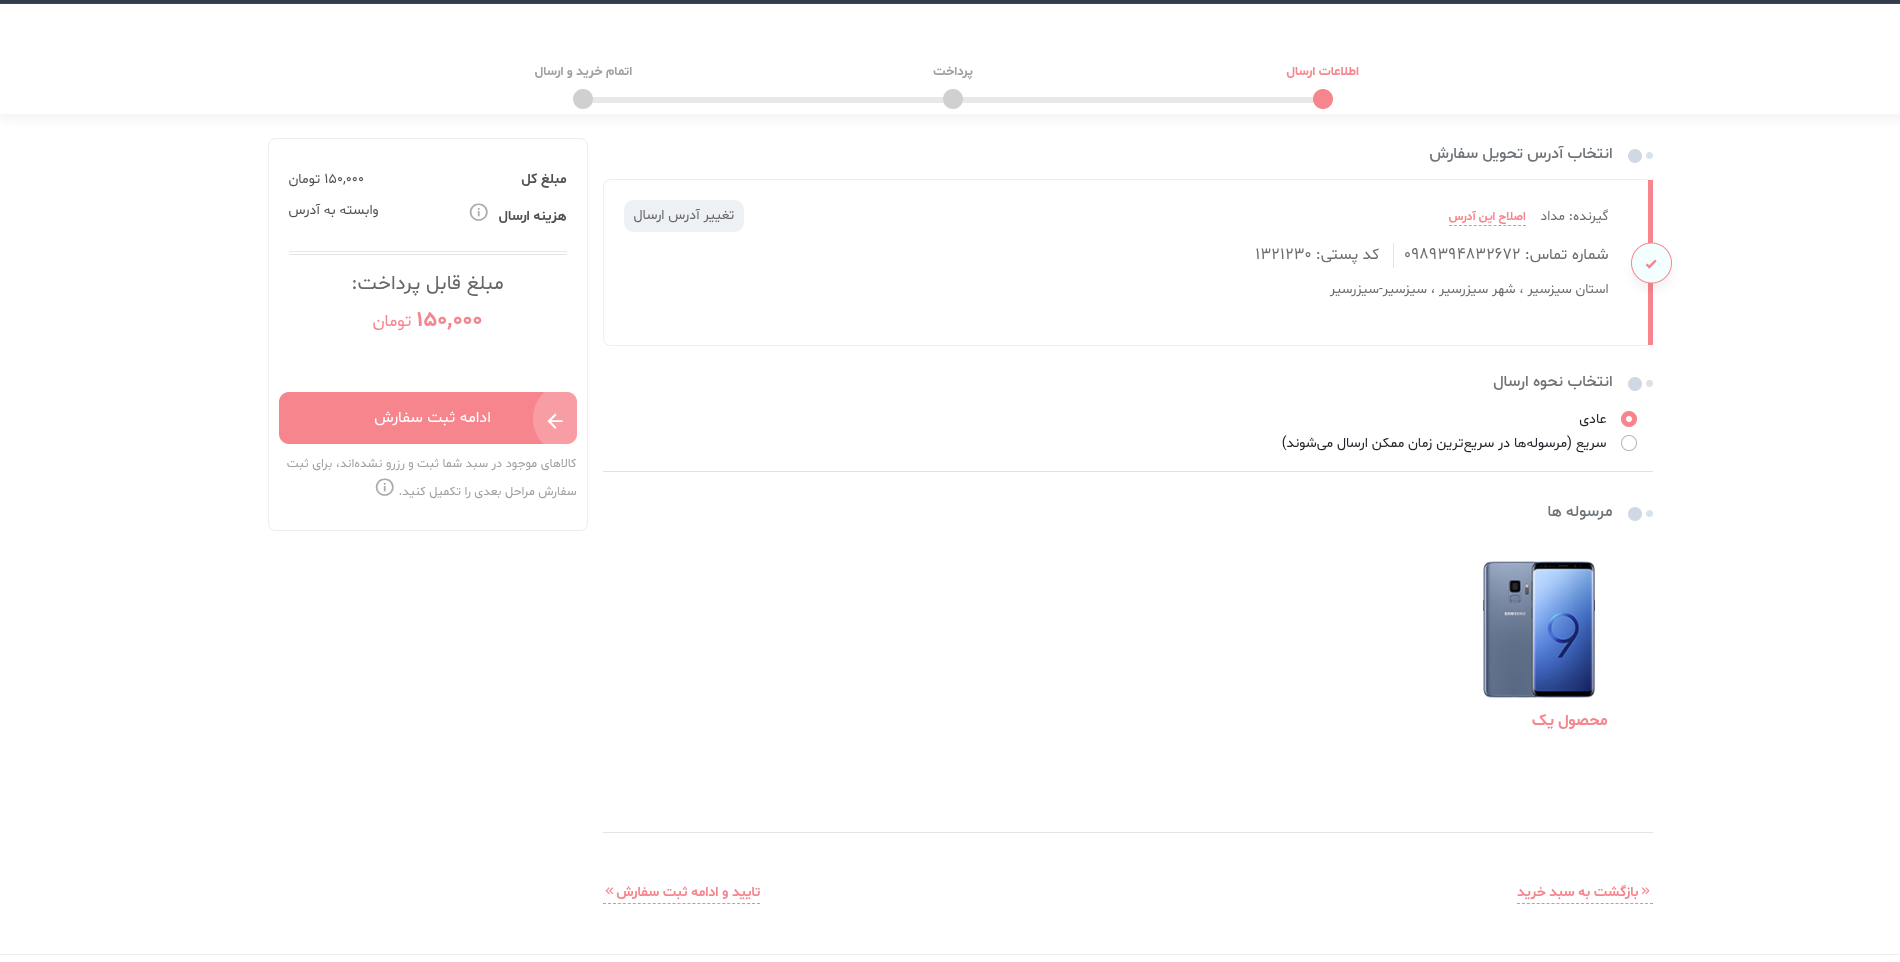 اطلاعات ارسال
پرداخت
اتمام خرید و ارسال
انتخاب آدرس تحویل سفارش
گیرنده: مداد اصلاح این آدرس
تغییر آدرس ارسال
شماره تماس: ۰۹۸۹۳۹۴۸۳۲۶۷۲ کد پستی: ۱۳۲۱۲۳۰
استان سیزسیر ، شهر سیزرسیر ، سیزسیر-سیزرسیر
انتخاب نحوه ارسال
عادی
سریع (مرسوله‌ها در سریع‌ترین زمان ممکن ارسال می‌شوند)
مرسوله ها
SAMSUNG
9
محصول یک
« بازگشت به سبد خرید
تایید و ادامه ثبت سفارش »
مبلغ کل ۱۵۰,۰۰۰ تومان
هزینه ارسال وابسته به آدرس
مبلغ قابل پرداخت:
۱۵۰,۰۰۰ تومان
ادامه ثبت سفارش
کالاهای موجود در سبد شما ثبت و رزرو نشده‌اند، برای ثبت
سفارش مراحل بعدی را تکمیل کنید.